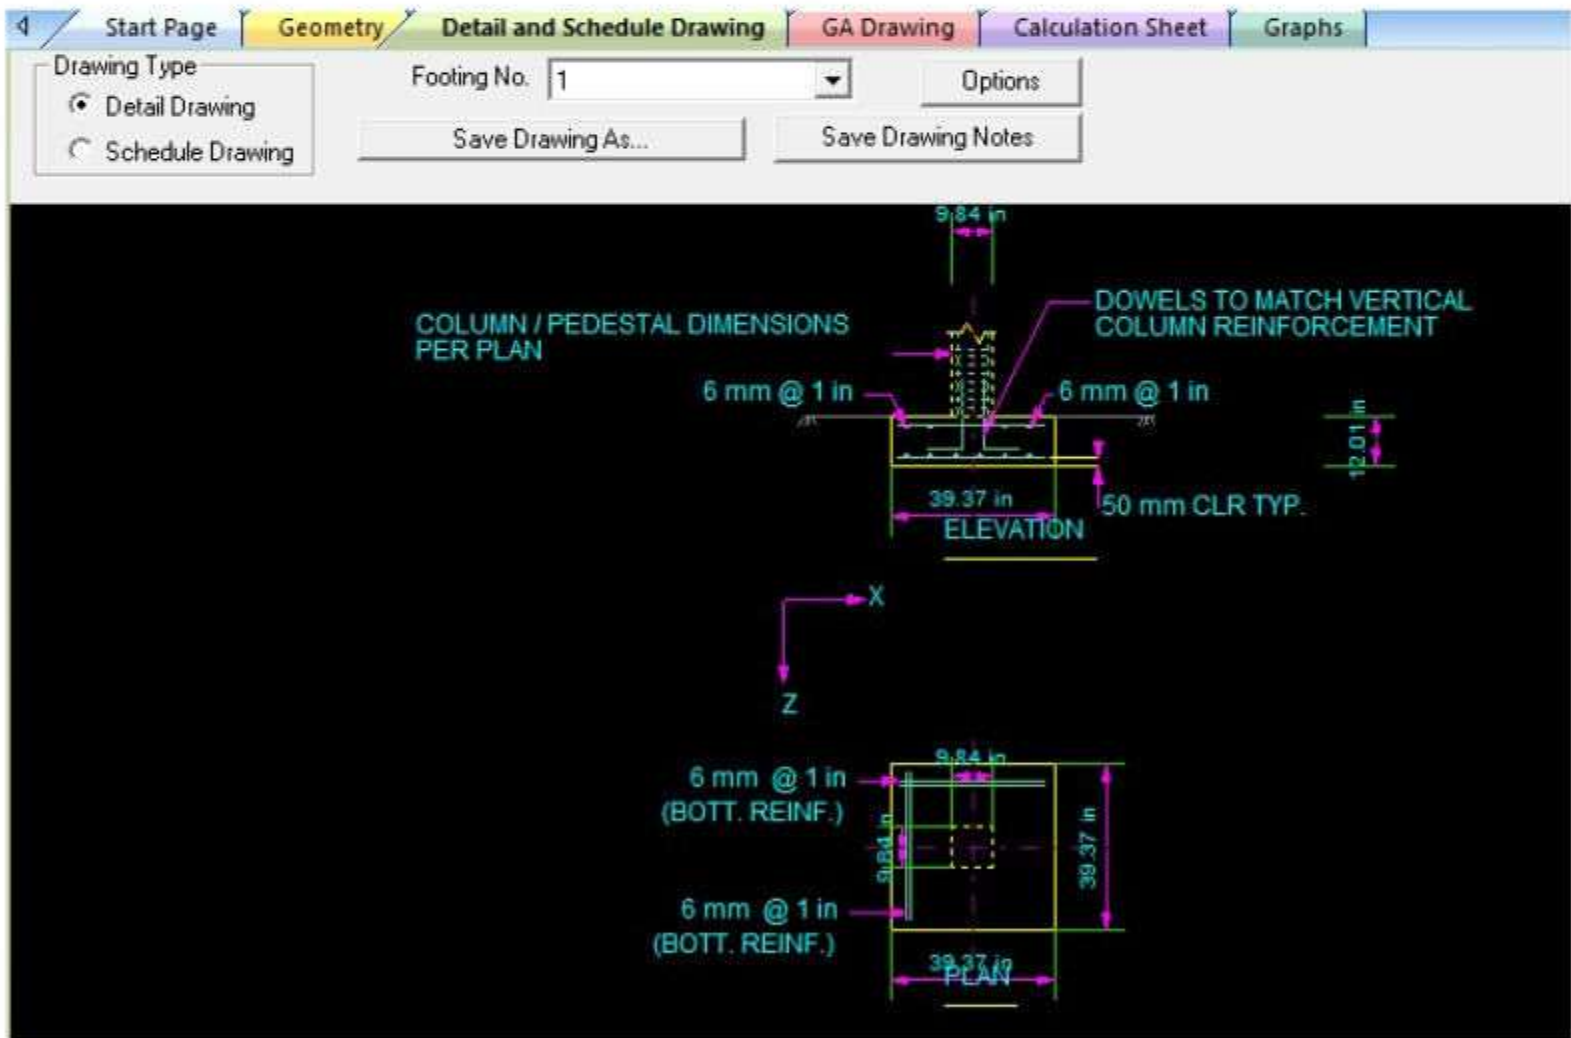 Start Page
Geometry
Detail and Schedule Drawing
GA Drawing
Calculation Sheet
Graphs
Drawing Type
Detail Drawing
Schedule Drawing
Footing No.
1
Options
Save Drawing As...
Save Drawing Notes
9.84 in
COLUMN / PEDESTAL DIMENSIONS
PER PLAN
DOWELS TO MATCH VERTICAL
COLUMN REINFORCEMENT
6 mm @ 1 in
6 mm @ 1 in
12.01 in
39.37 in
50 mm CLR TYP.
ELEVATION
X
Z
9.84 in
6 mm @ 1 in
(BOTT. REINF.)
9.84 in
39.37 in
6 mm @ 1 in
(BOTT. REINF.)
39.37 in
PLAN